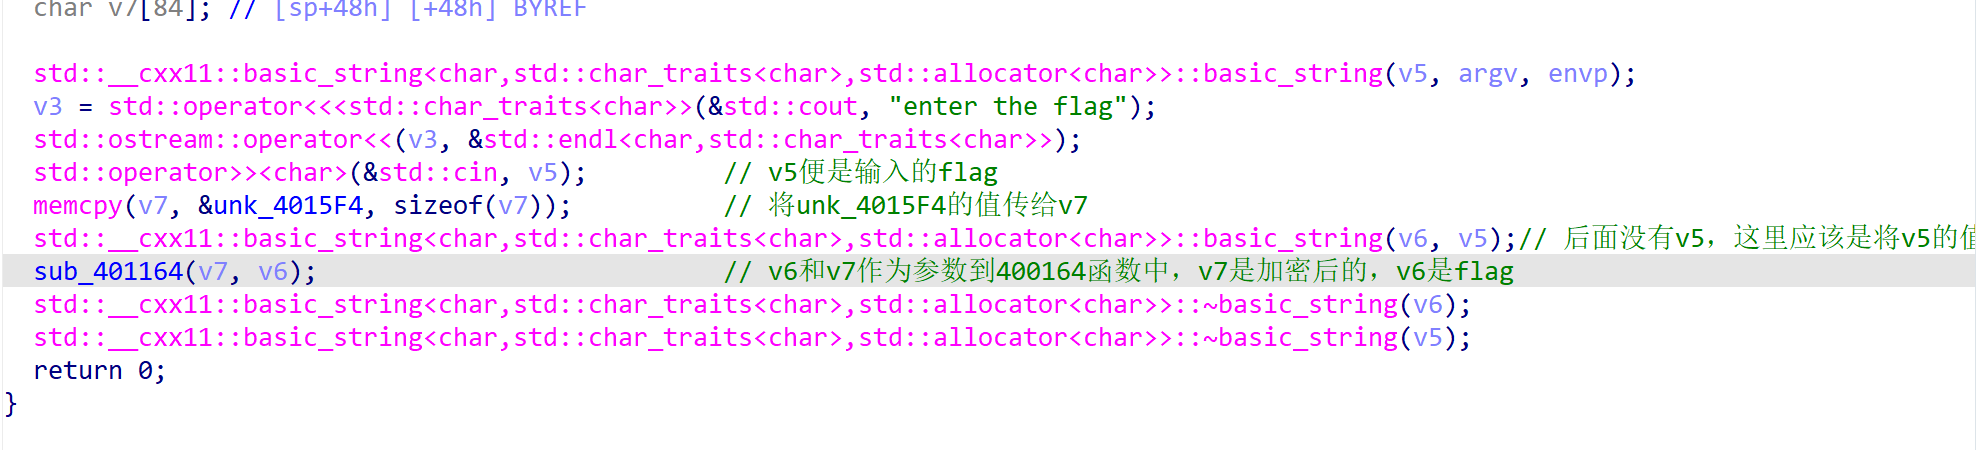 char v7[84]; // [sp+48h] [+48h] BYREF
std::__cxx11::basic_string<char,std::char_traits<char>,std::allocator<char>>::basic_string(v5, argv, envp);
v3 = std::operator<<<std::char_traits<char>>(&std::cout, "enter the flag");
std::ostream::operator<<(v3, &std::endl<char,std::char_traits<char>>);
std::operator>><char>(&std::cin, v5); // v5便是输入的flag
memcpy(v7, &unk_4015F4, sizeof(v7)); // 将unk_4015F4的值传给v7
std::__cxx11::basic_string<char,std::char_traits<char>,std::allocator<char>>::basic_string(v6, v5);// 后面没有v5，这里应该是将v5的值
sub_401164(v7, v6); // v6和v7作为参数到400164函数中，v7是加密后的，v6是flag
std::__cxx11::basic_string<char,std::char_traits<char>,std::allocator<char>>::~basic_string(v6);
std::__cxx11::basic_string<char,std::char_traits<char>,std::allocator<char>>::~basic_string(v5);
return 0;
}